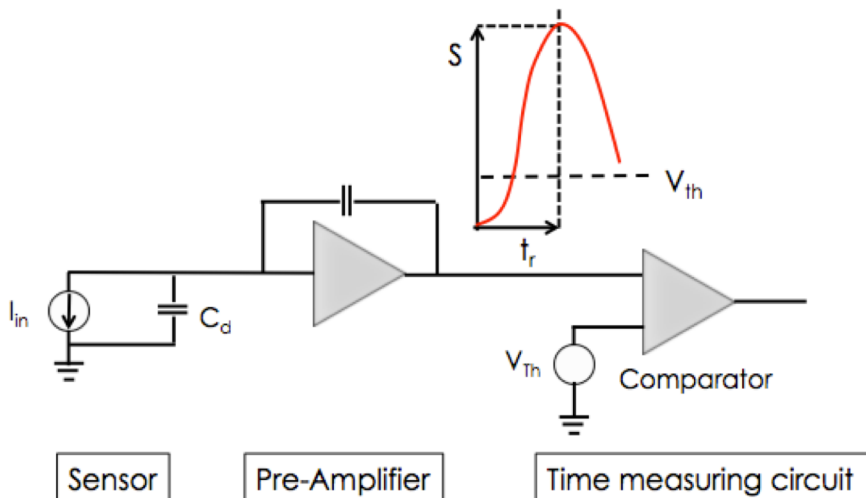 S
V_th
t_r
I_in
C_d
V_Th
Comparator
Sensor
Pre-Amplifier
Time measuring circuit